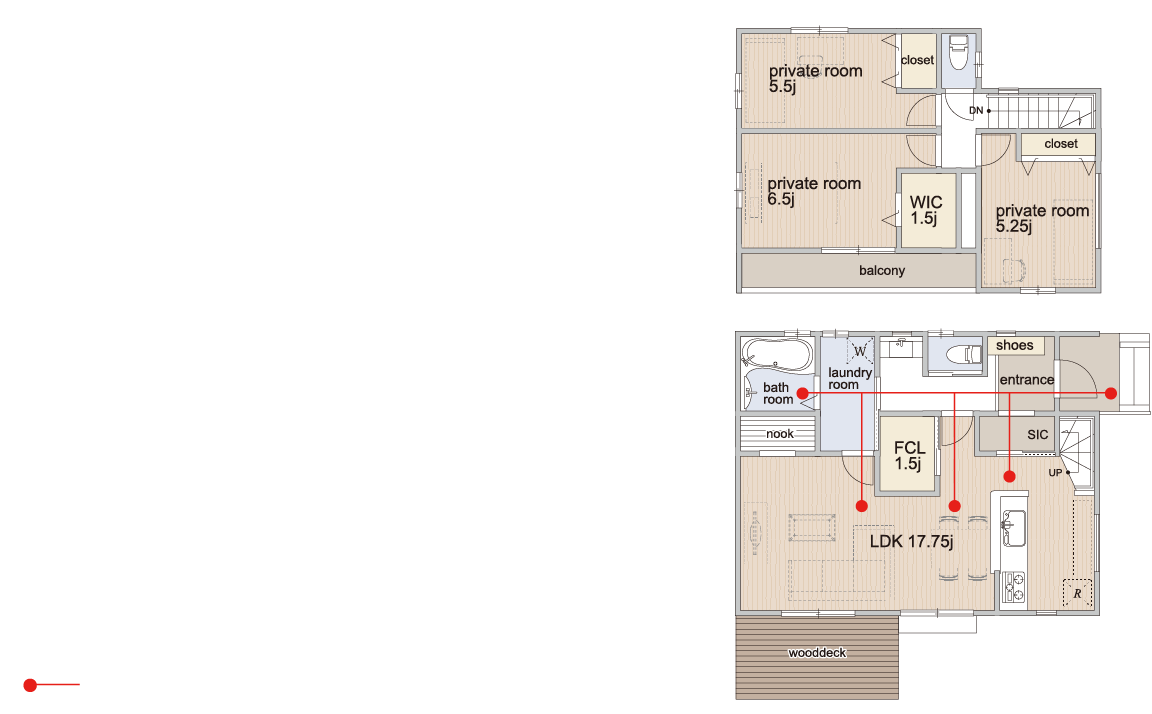 closet
private room
5.5j
DN
closet
private room
6.5j
WIC
1.5j
private room
5.25j
balcony
shoes
W
laundry
room
entrance
bath
room
nook
SIC
FCL
1.5j
UP
LDK 17.75j
R
wooddeck